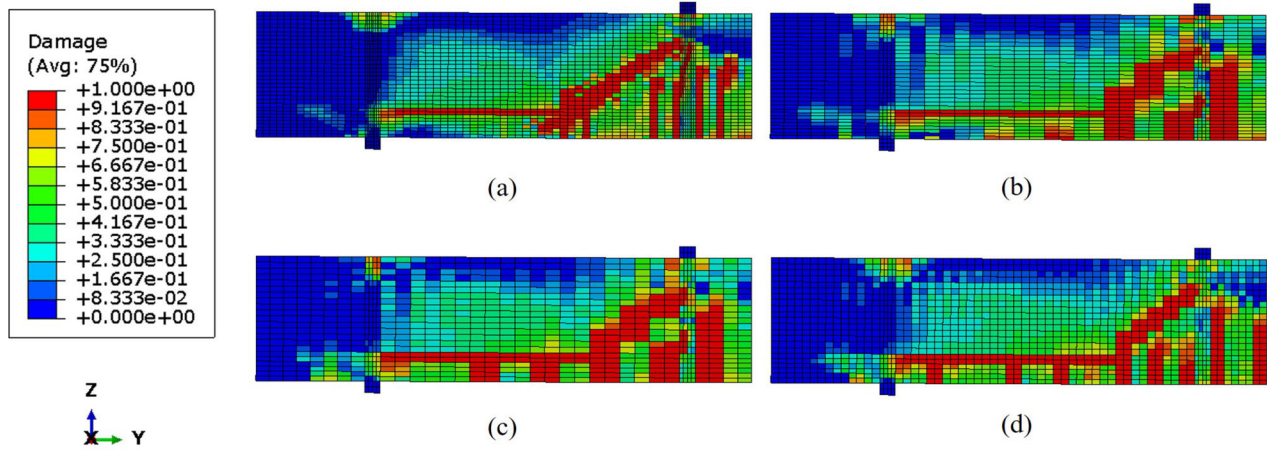 Damage
(Avg: 75%)
+1.000e+00
+9.167e-01
+8.333e-01
+7.500e-01
+6.667e-01
+5.833e-01
+5.000e-01
+4.167e-01
+3.333e-01
+2.500e-01
+1.667e-01
+8.333e-02
+0.000e+00
(a)
(b)
Z
X
Y
(c)
(d)